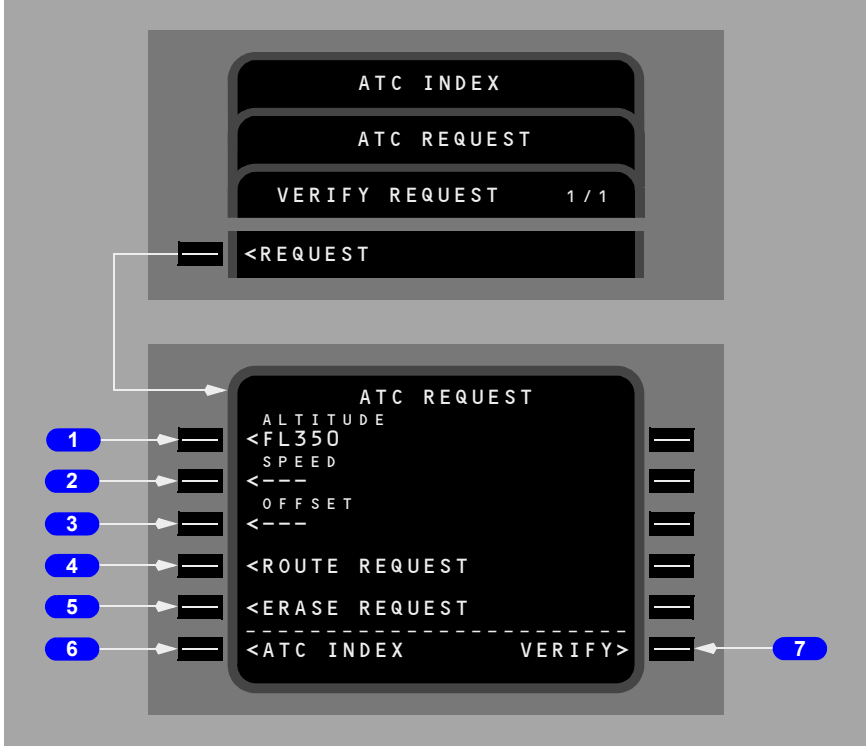 ATC INDEX
ATC REQUEST
VERIFY REQUEST 1/1
<REQUEST
ATC REQUEST
ALTITUDE
1 <FL350
SPEED
2 <---
OFFSET
3 <---
4 <ROUTE REQUEST
5 <ERASE REQUEST
------------------------
6 <ATC INDEX VERIFY> 7